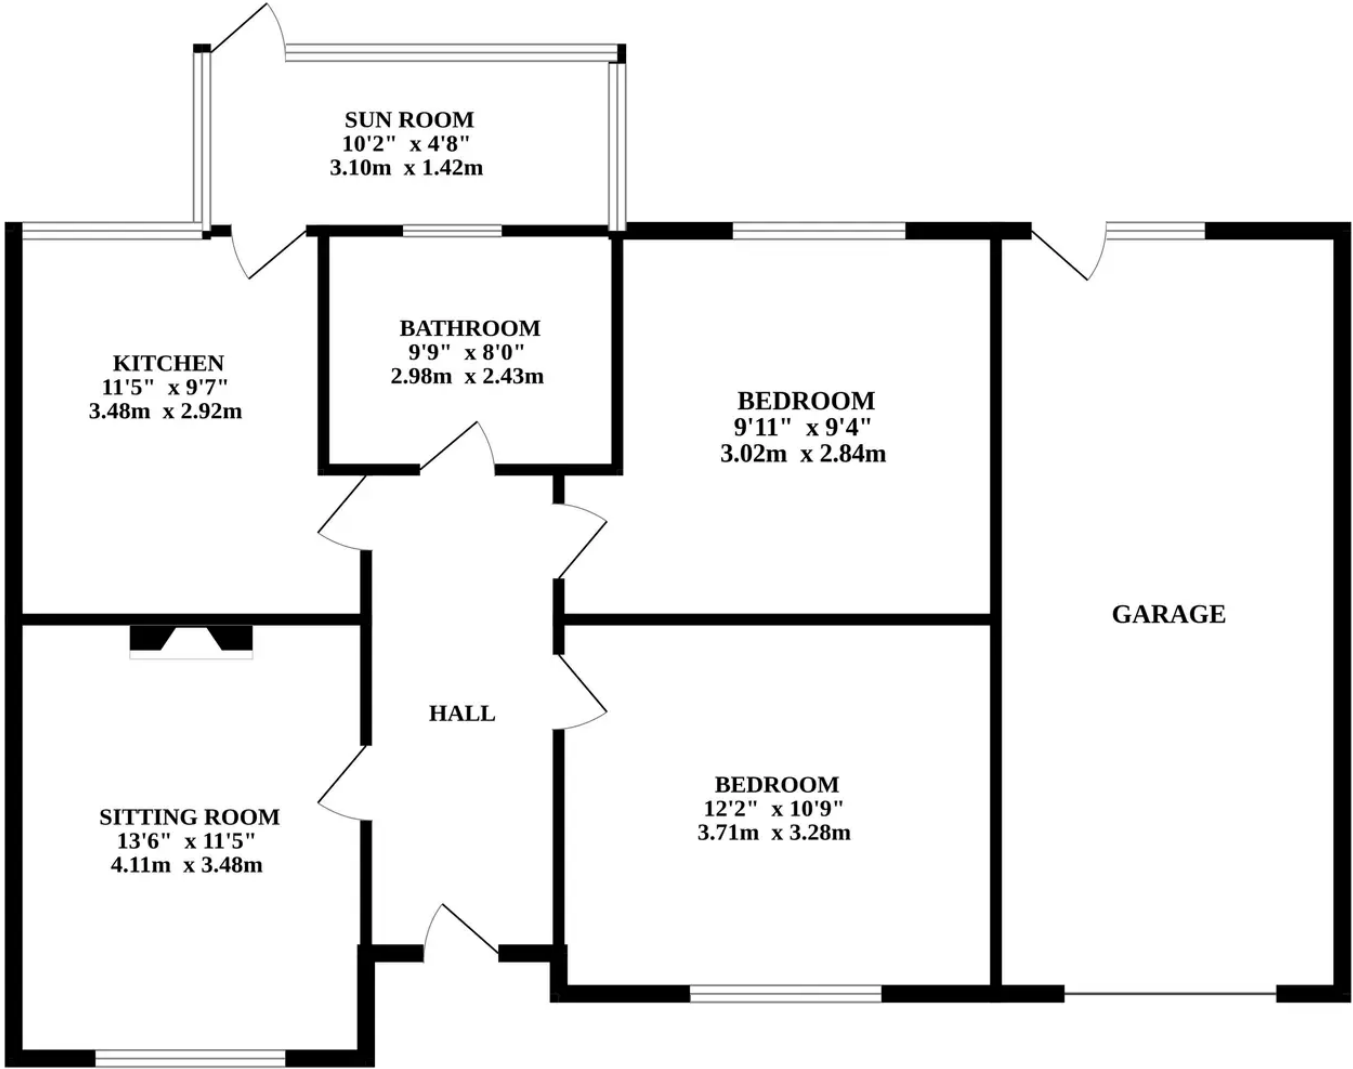 SUN ROOM
10'2" x 4'8"
3.10m x 1.42m
KITCHEN
11'5" x 9'7"
3.48m x 2.92m
BATHROOM
9'9" x 8'0"
2.98m x 2.43m
BEDROOM
9'11" x 9'4"
3.02m x 2.84m
GARAGE
HALL
SITTING ROOM
13'6" x 11'5"
4.11m x 3.48m
BEDROOM
12'2" x 10'9"
3.71m x 3.28m